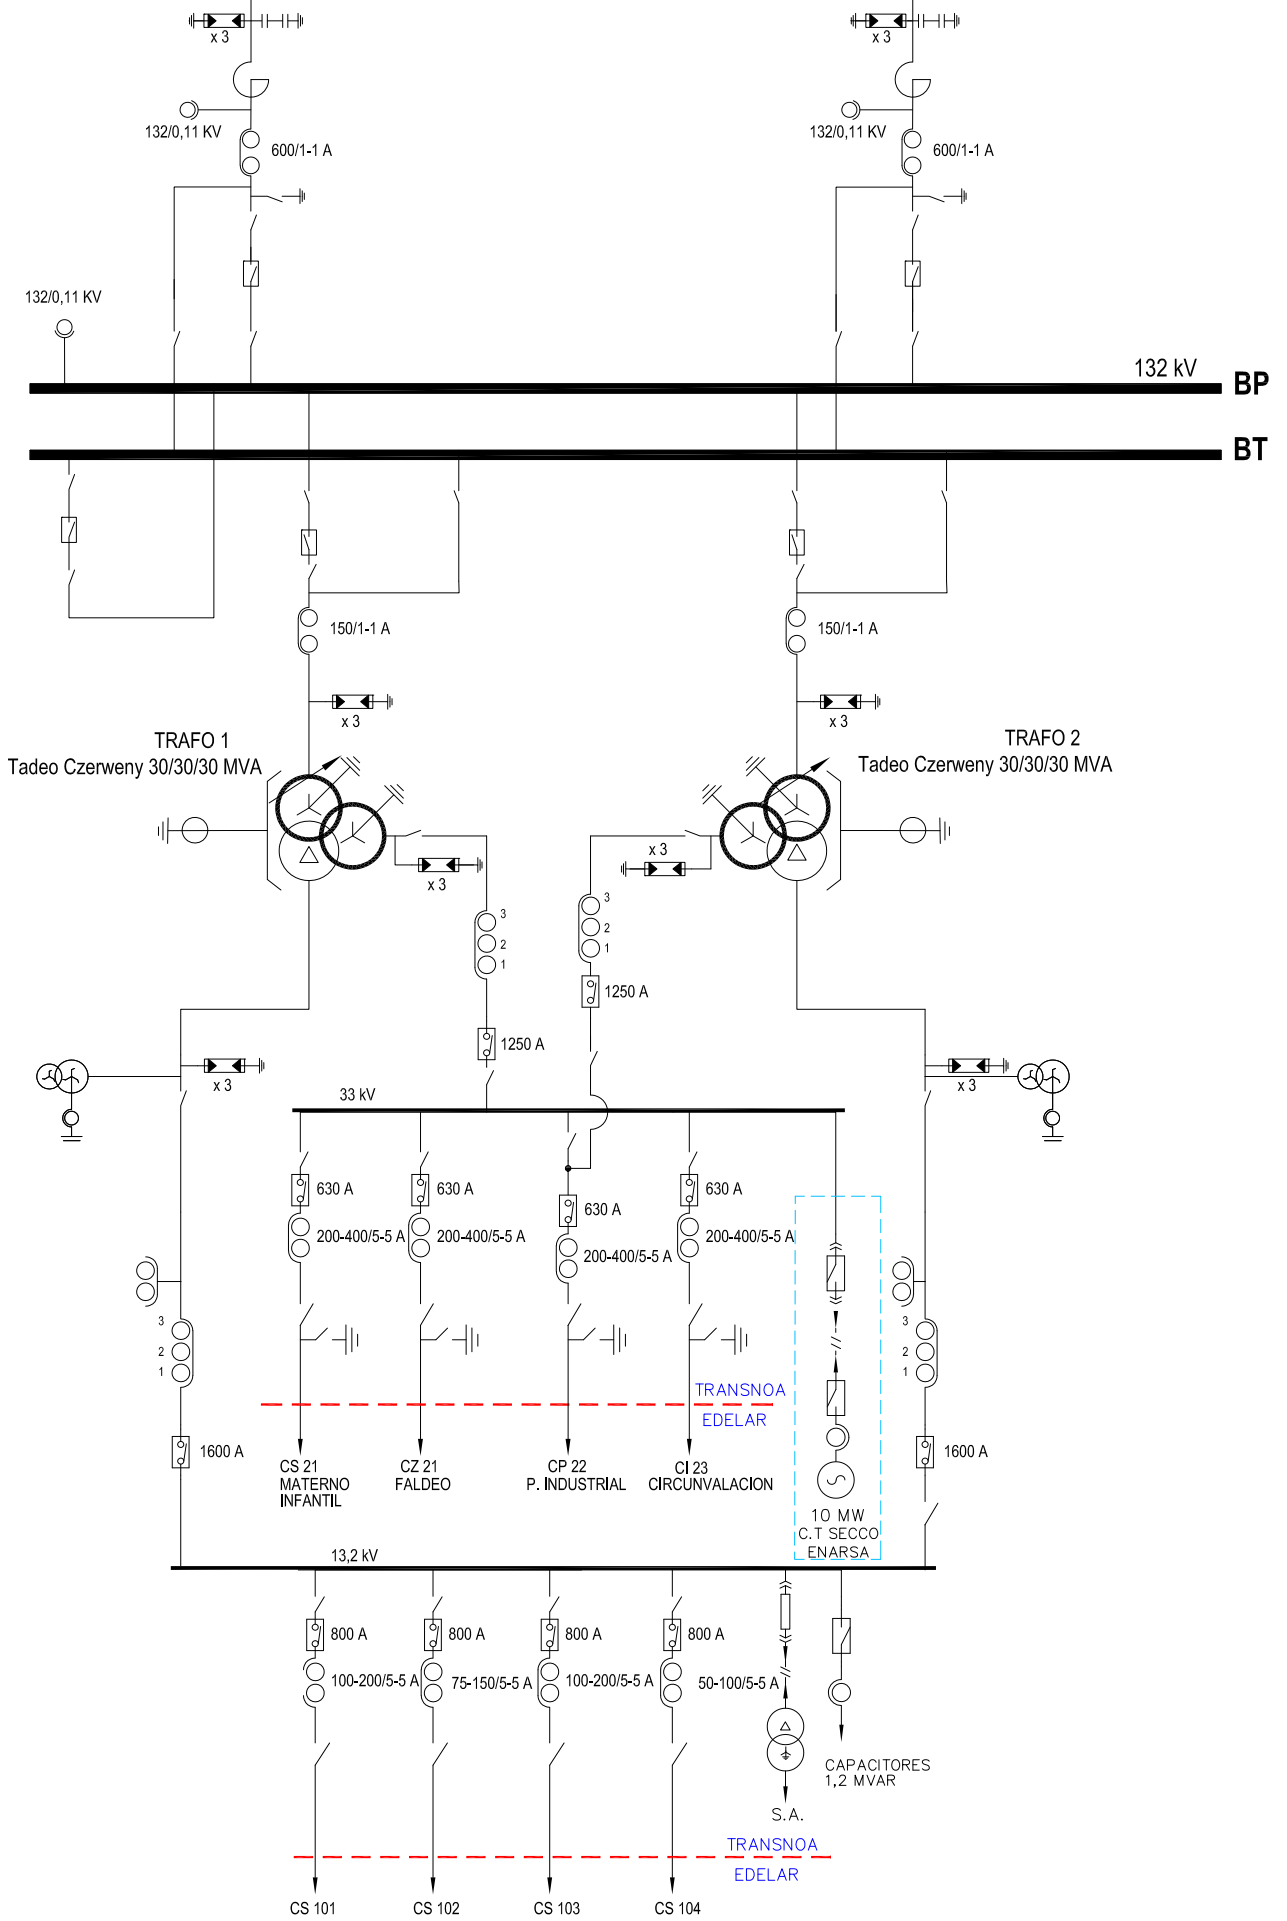 x 3
x 3
132/0,11 KV
132/0,11 KV
600/1-1 A
600/1-1 A
132/0,11 KV
132 kV
BP
BT
150/1-1 A
150/1-1 A
x 3
x 3
TRAFO 1
Tadeo Czerweny 30/30/30 MVA
TRAFO 2
Tadeo Czerweny 30/30/30 MVA
x 3
x 3
3
2
1
3
2
1
1250 A
1250 A
x 3
x 3
33 kV
630 A
630 A
630 A
630 A
200-400/5-5 A
200-400/5-5 A
200-400/5-5 A
200-400/5-5 A
3
2
1
3
2
1
TRANSNOA
EDELAR
1600 A
1600 A
CS 21
MATERNO
INFANTIL
CZ 21
FALDEO
CP 22
P. INDUSTRIAL
CI 23
CIRCUNVALACION
10 MW
C.T SECCO
ENARSA
13,2 kV
800 A
800 A
800 A
800 A
100-200/5-5 A
75-150/5-5 A
100-200/5-5 A
50-100/5-5 A
CAPACITORES
1,2 MVAR
S.A.
TRANSNOA
EDELAR
CS 101
CS 102
CS 103
CS 104